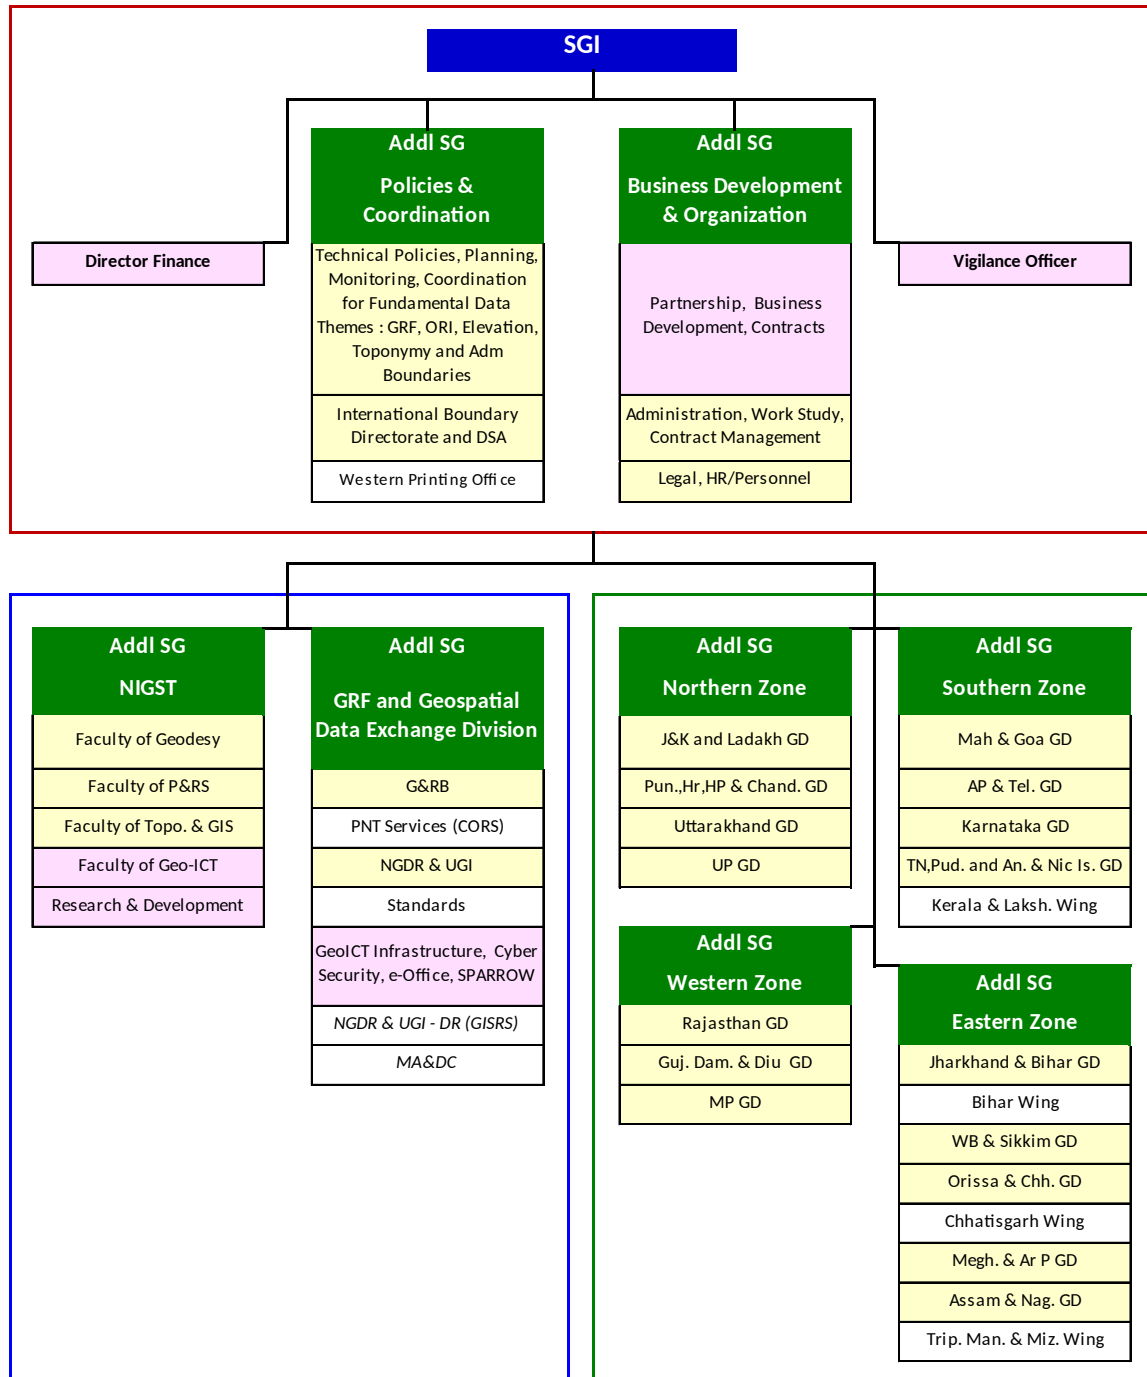 SGI
Addl SG
Policies &
Coordination
Addl SG
Business Development
& Organization
Director Finance
Technical Policies, Planning,
Monitoring, Coordination
for Fundamental Data
Themes : GRF, ORI, Elevation,
Toponymy and Adm
Boundaries
International Boundary
Directorate and DSA
Western Printing Office
Partnership, Business
Development, Contracts
Administration, Work Study,
Contract Management
Legal, HR/Personnel
Vigilance Officer
Addl SG
NIGST
Faculty of Geodesy
Faculty of P&RS
Faculty of Topo. & GIS
Faculty of Geo-ICT
Research & Development
Addl SG
GRF and Geospatial
Data Exchange Division
G&RB
PNT Services (CORS)
NGDR & UGI
Standards
GeoICT Infrastructure, Cyber
Security, e-Office, SPARROW
NGDR & UGI - DR (GISRS)
MA&DC
Addl SG
Northern Zone
J&K and Ladakh GD
Pun.,Hr,HP & Chand. GD
Uttarakhand GD
UP GD
Addl SG
Southern Zone
Mah & Goa GD
AP & Tel. GD
Karnataka GD
TN,Pud. and An. & Nic Is. GD
Kerala & Laksh. Wing
Addl SG
Western Zone
Rajasthan GD
Guj. Dam. & Diu GD
MP GD
Addl SG
Eastern Zone
Jharkhand & Bihar GD
Bihar Wing
WB & Sikkim GD
Orissa & Chh. GD
Chhatisgarh Wing
Megh. & Ar P GD
Assam & Nag. GD
Trip. Man. & Miz. Wing